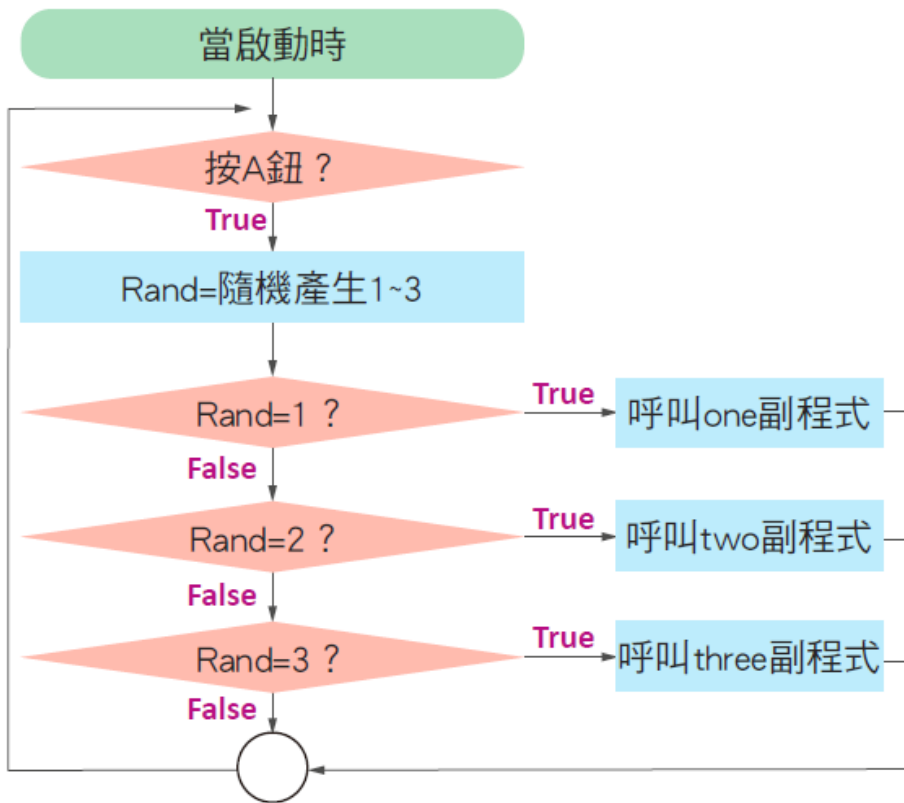 當啟動時
按A鈕？
True
Rand=隨機產生1~3
Rand=1？
True
呼叫one副程式
False
Rand=2？
True
呼叫two副程式
False
Rand=3？
True
呼叫three副程式
False